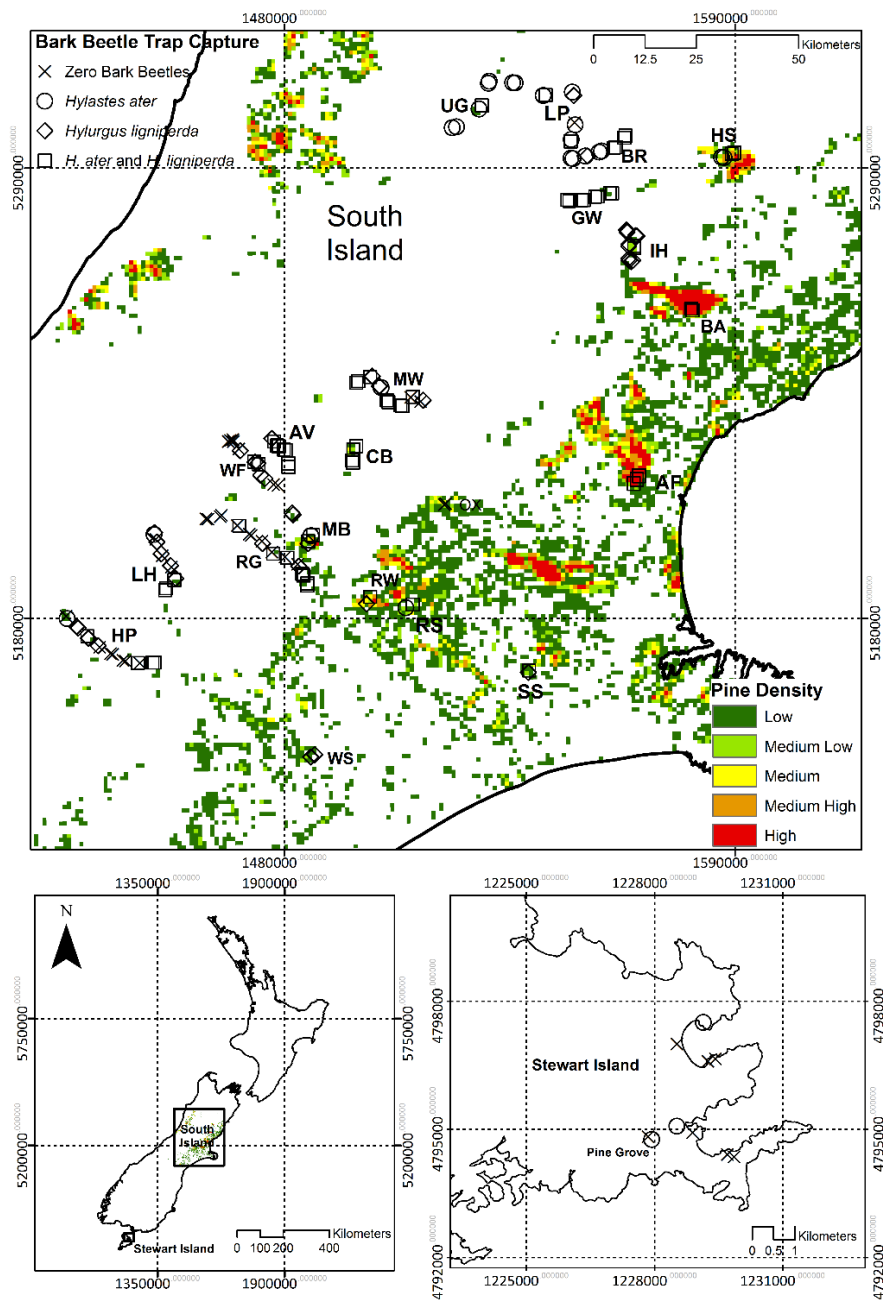 1480000
1590000
Bark Beetle Trap Capture
Zero Bark Beetles
Hylastes ater
Hylurgus ligniperda
H. ater and H. ligniperda
Kilometers
0 12.5 25 50
UG
LP
HS
BR
5290000
5290000
South
Island
GW
IH
BA
MW
AV
CB
WF
AF
MB
RG
LH
RW
RS
5180000
5180000
HP
SS
WS
Pine Density
Low
Medium Low
Medium
Medium High
High
1480000
1590000
1350000
1900000
N
5750000
5750000
South
Island
5200000
5200000
Kilometers
0 100 200 400
Stewart Island
1350000
1900000
1225000
1228000
1231000
4798000
4798000
Stewart Island
4795000
4795000
Pine Grove
Kilometers
0 0.5 1
4792000
4792000
1225000
1228000
1231000